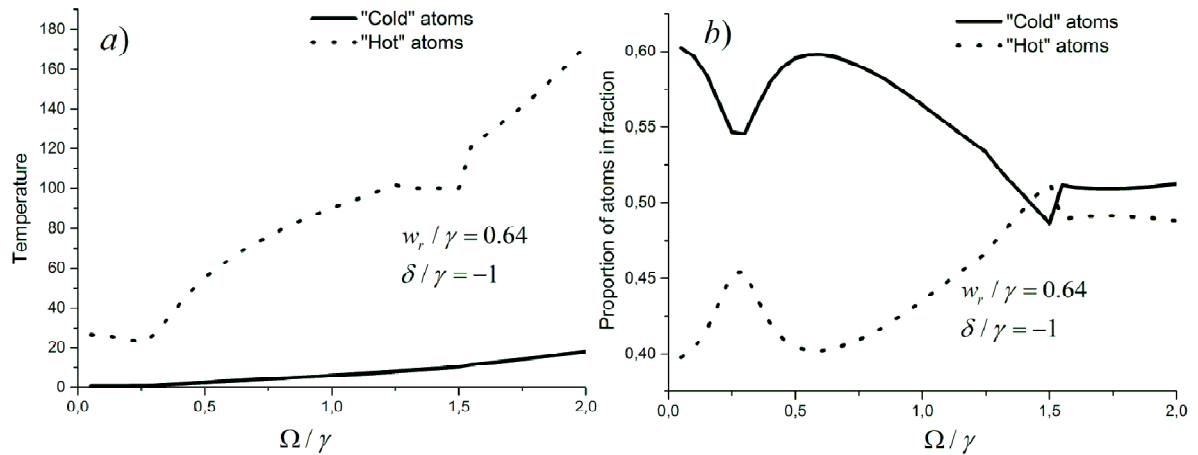 a)
"Cold" atoms
"Hot" atoms
Temperature
180
160
140
120
100
80
60
40
20
0
w_r / γ = 0.64
δ / γ = −1
0,0 0,5 1,0 1,5 2,0
Ω / γ
b)
"Cold" atoms
"Hot" atoms
Proportion of atoms in fraction
0,60
0,55
0,50
0,45
0,40
w_r / γ = 0.64
δ / γ = −1
0,0 0,5 1,0 1,5 2,0
Ω / γ